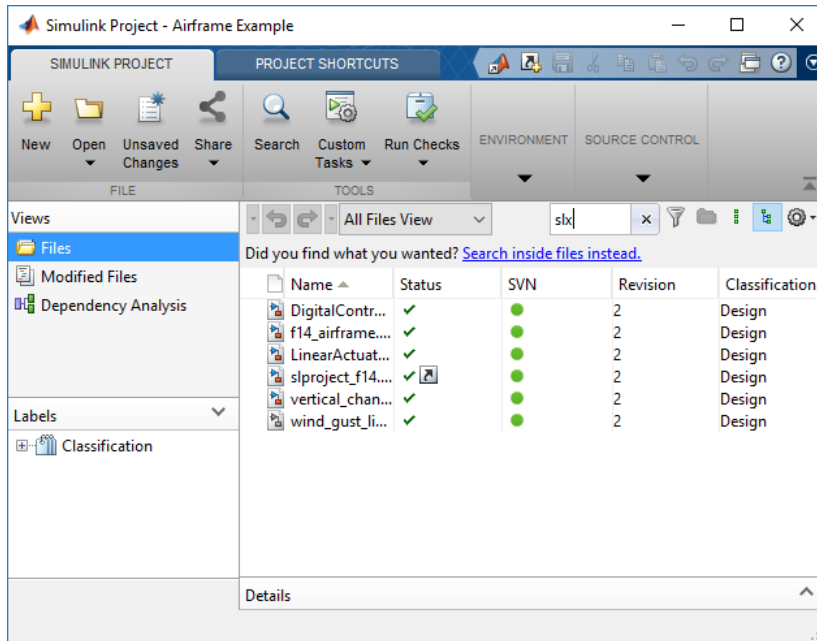 Simulink Project - Airframe Example
SIMULINK PROJECT PROJECT SHORTCUTS
New Open Unsaved Changes Share Search Custom Tasks Run Checks ENVIRONMENT SOURCE CONTROL
FILE TOOLS
Views All Files View slx
Files
Modified Files
Dependency Analysis
Did you find what you wanted? Search inside files instead.
Name Status SVN Revision Classification
DigitalContr... 2 Design
f14_airframe.... 2 Design
LinearActuat... 2 Design
slproject_f14.... 2 Design
vertical_chan... 2 Design
wind_gust_li... 2 Design
Labels
Classification
Details